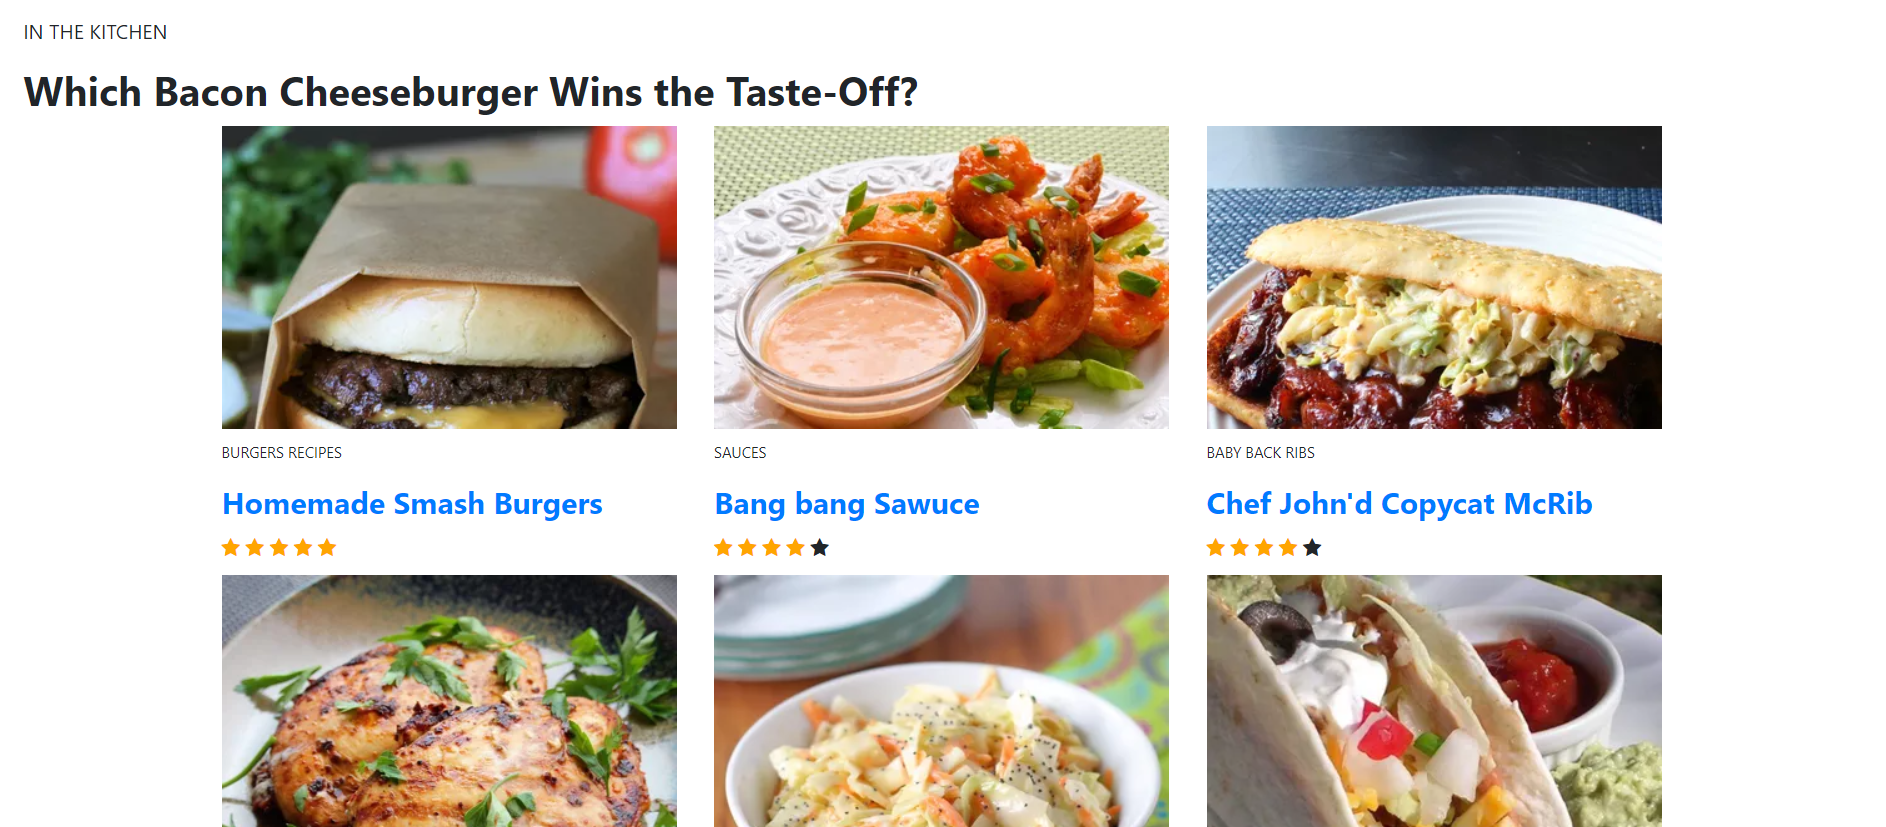 IN THE KITCHEN
Which Bacon Cheeseburger Wins the Taste-Off?
BURGERS RECIPES
Homemade Smash Burgers
SAUCES
Bang bang Sawuce
BABY BACK RIBS
Chef John'd Copycat McRib